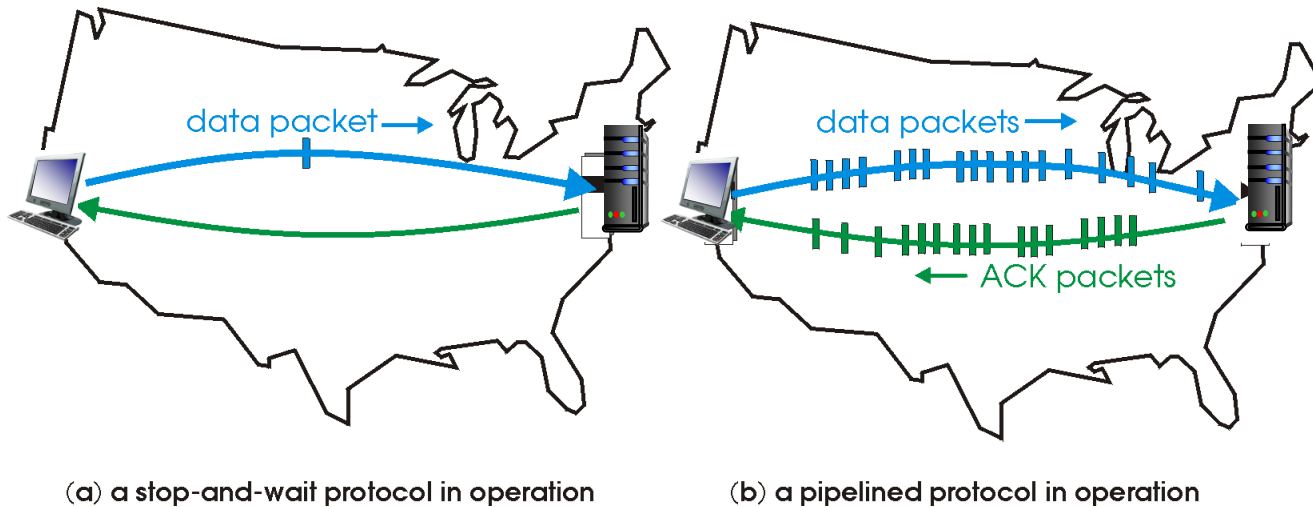 data packet
data packets
ACK packets
(a) a stop-and-wait protocol in operation
(b) a pipelined protocol in operation